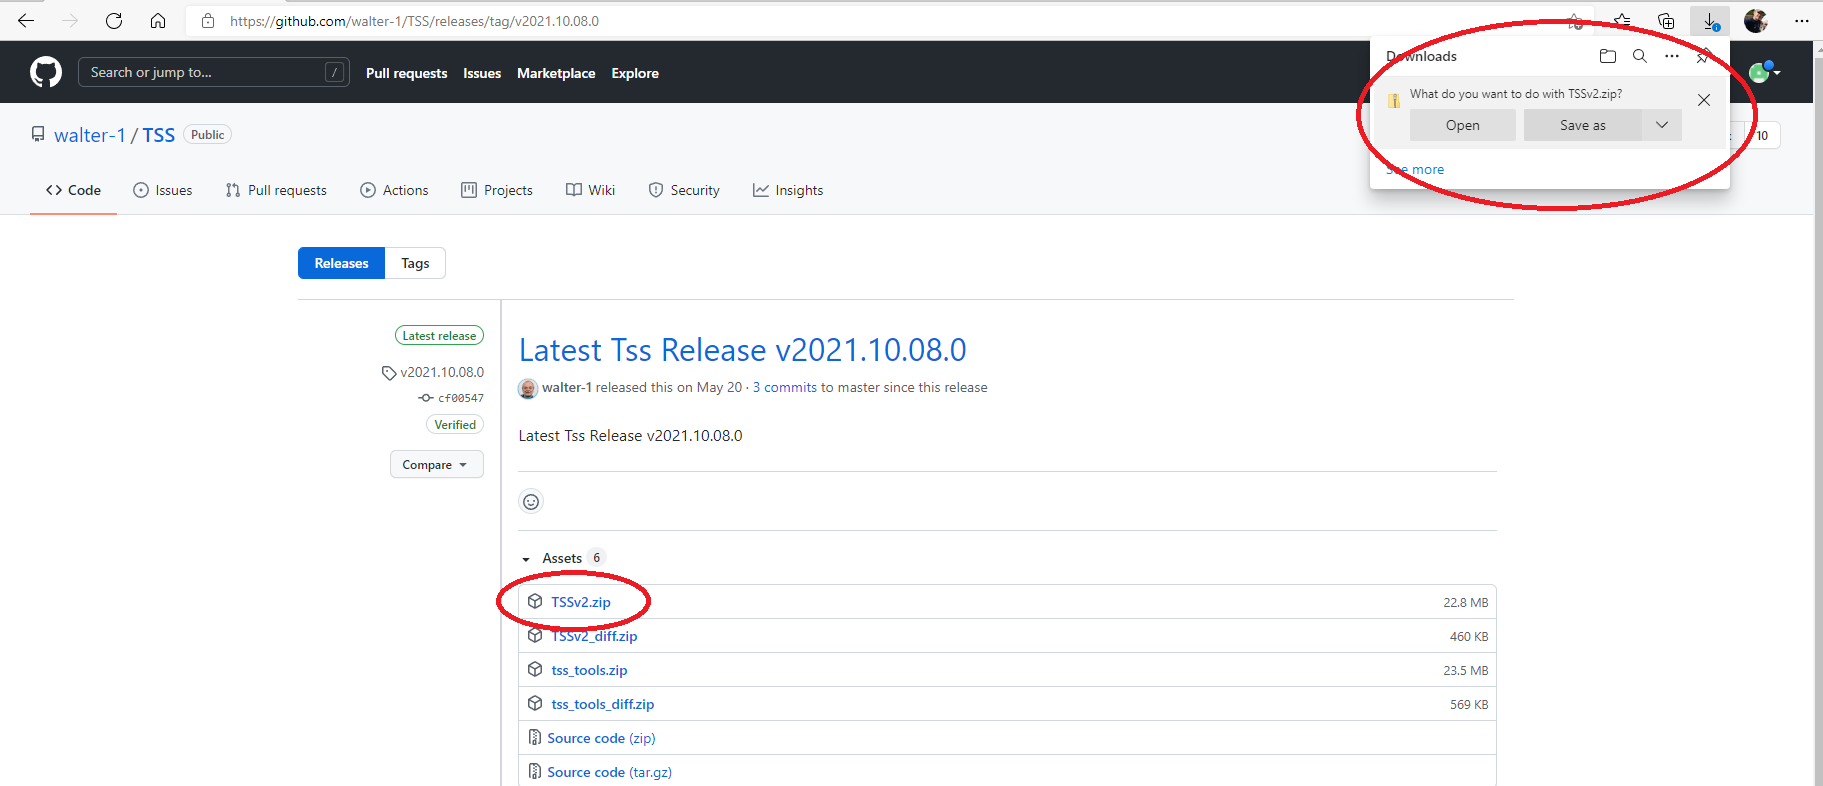 https://github.com/walter-1/TSS/releases/tag/v2021.10.08.0
Search or jump to... /
Pull requests Issues Marketplace Explore
Downloads
What do you want to do with TSSv2.zip?
Open Save as
See more
walter-1 / TSS Public
10
Code Issues Pull requests Actions Projects Wiki Security Insights
Releases Tags
Latest release
v2021.10.08.0
cf00547
Verified
Compare
Latest Tss Release v2021.10.08.0
walter-1 released this on May 20 · 3 commits to master since this release
Latest Tss Release v2021.10.08.0
Assets 6
TSSv2.zip 22.8 MB
TSSv2_diff.zip 460 KB
tss_tools.zip 23.5 MB
tss_tools_diff.zip 569 KB
Source code (zip)
Source code (tar.gz)